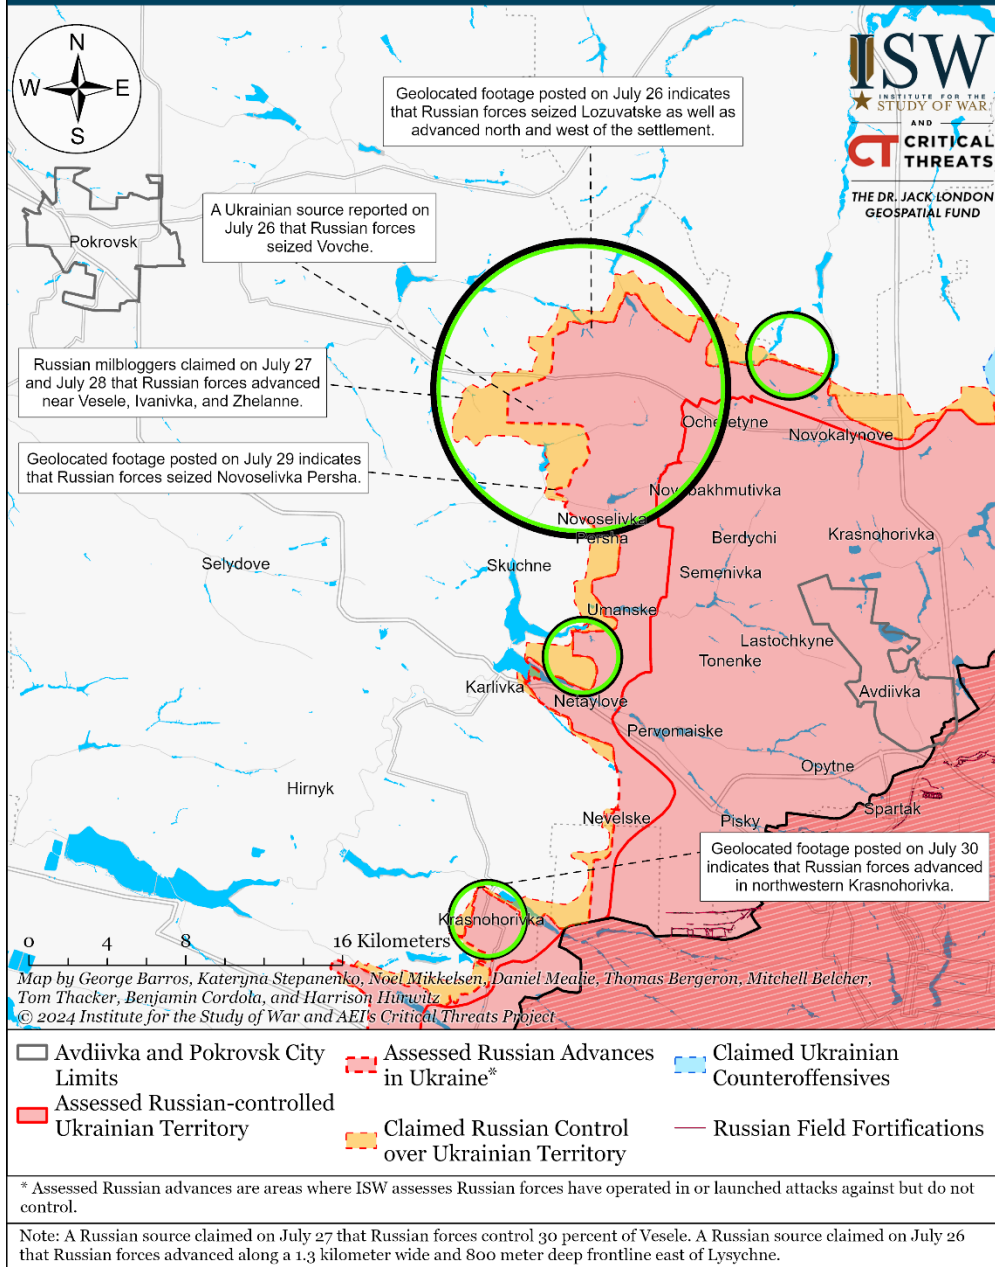 N
W
E
S
ISW
INSTITUTE FOR THE
STUDY OF WAR
AND
CT CRITICAL
THREATS
THE DR. JACK LONDON
GEOSPATIAL FUND
Geolocated footage posted on July 26 indicates
that Russian forces seized Lozuvatske as well as
advanced north and west of the settlement.
A Ukrainian source reported on
July 26 that Russian forces
seized Vovche.
Pokrovsk
Russian milbloggers claimed on July 27
and July 28 that Russian forces advanced
near Vesele, Ivanivka, and Zhelanne.
Geolocated footage posted on July 29 indicates
that Russian forces seized Novoselivka Persha.
Ocheretyne
Novokalynove
Novobakhmutivka
Novoselivka
Persha
Berdychi
Krasnohorivka
Selydove
Skuchne
Semenivka
Umanske
Lastochkyne
Tonenke
Karlivka
Netaylove
Avdiivka
Pervomaiske
Opytne
Hirnyk
Nevelske
Pisky
Spartak
Geolocated footage posted on July 30
indicates that Russian forces advanced
in northwestern Krasnohorivka.
Krasnohorivka
0 4 8 16 Kilometers
Map by George Barros, Kateryna Stepanenko, Noel Mikkelsen, Daniel Mealie, Thomas Bergeron, Mitchell Belcher,
Tom Thacker, Benjamin Cordola, and Harrison Hurwitz
© 2024 Institute for the Study of War and AEI's Critical Threats Project
Avdiivka and Pokrovsk City
Limits
Assessed Russian-controlled
Ukrainian Territory
Assessed Russian Advances
in Ukraine*
Claimed Russian Control
over Ukrainian Territory
Claimed Ukrainian
Counteroffensives
Russian Field Fortifications
* Assessed Russian advances are areas where ISW assesses Russian forces have operated in or launched attacks against but do not
control.
Note: A Russian source claimed on July 27 that Russian forces control 30 percent of Vesele. A Russian source claimed on July 26
that Russian forces advanced along a 1.3 kilometer wide and 800 meter deep frontline east of Lysychne.